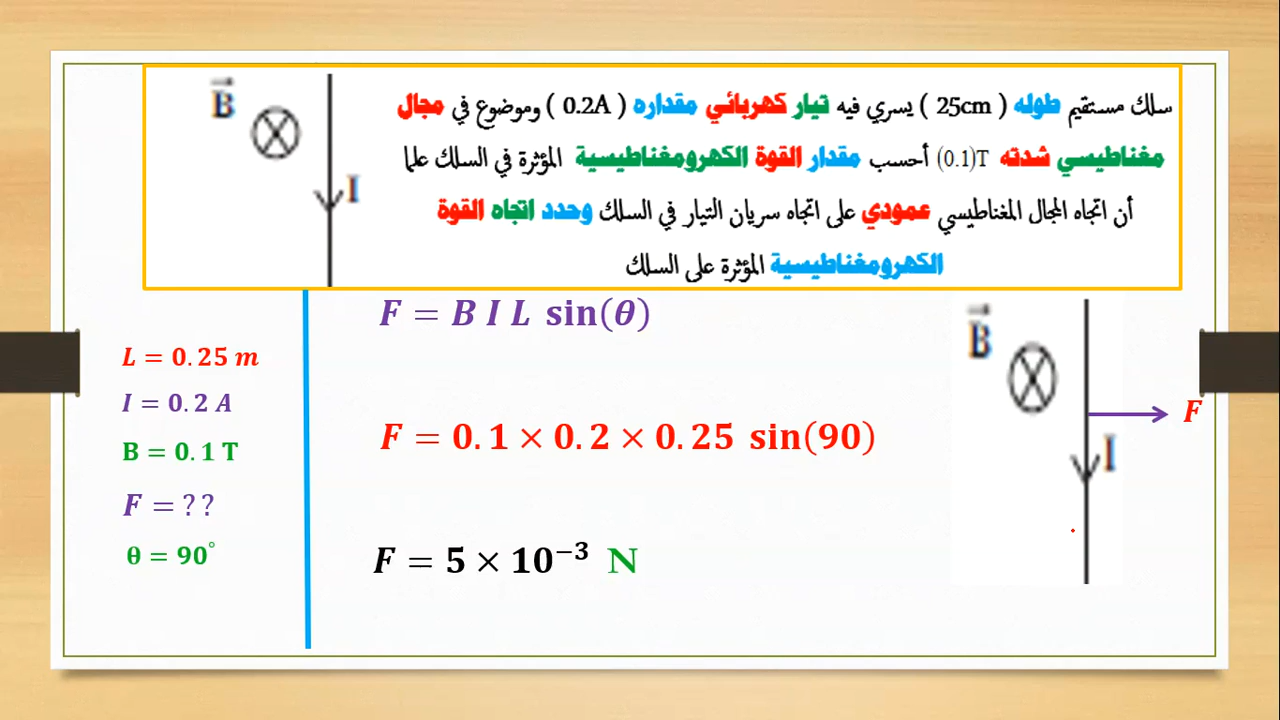 سلك مستقيم طوله ( 25cm ) يسري فيه تيار كهربائي مقداره ( 0.2A ) وموضوع في مجال
مغناطيسي شدته (0.1)T أحسب مقدار القوة الكهرومغناطيسية المؤثرة في السلك علما
أن اتجاه المجال المغناطيسي عمودي على اتجاه سريان التيار في السلك وحدد اتجاه القوة
الكهرومغناطيسية المؤثرة على السلك
B⃗
I
L = 0.25 m
I = 0.2 A
B = 0.1 T
F = ??
θ = 90°
F = B I L sin(θ)
F = 0.1 × 0.2 × 0.25 sin(90)
F = 5 × 10⁻³ N
B⃗
F
I